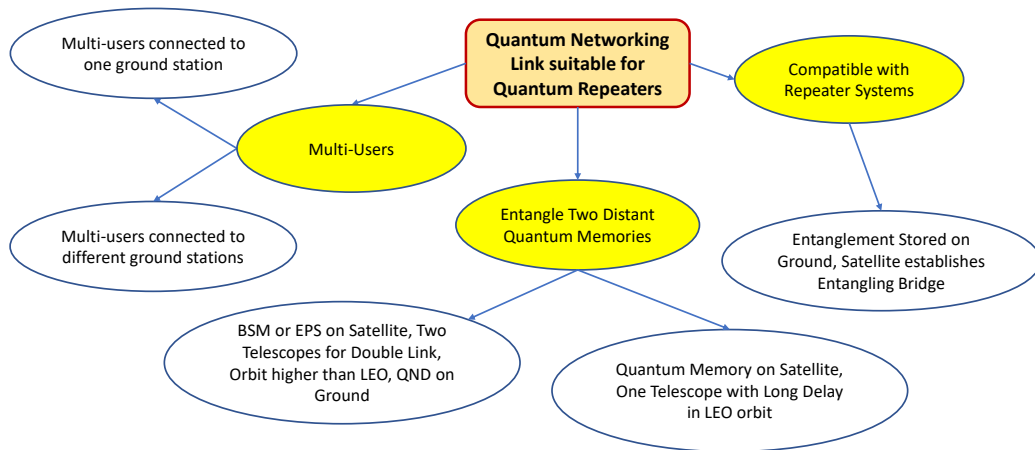 Quantum Networking
Link suitable for
Quantum Repeaters
Multi-users connected to
one ground station
Compatible with
Repeater Systems
Multi-Users
Entangle Two Distant
Quantum Memories
Multi-users connected to
different ground stations
Entanglement Stored on
Ground, Satellite establishes
Entangling Bridge
BSM or EPS on Satellite, Two
Telescopes for Double Link,
Orbit higher than LEO, QND on
Ground
Quantum Memory on Satellite,
One Telescope with Long Delay
in LEO orbit